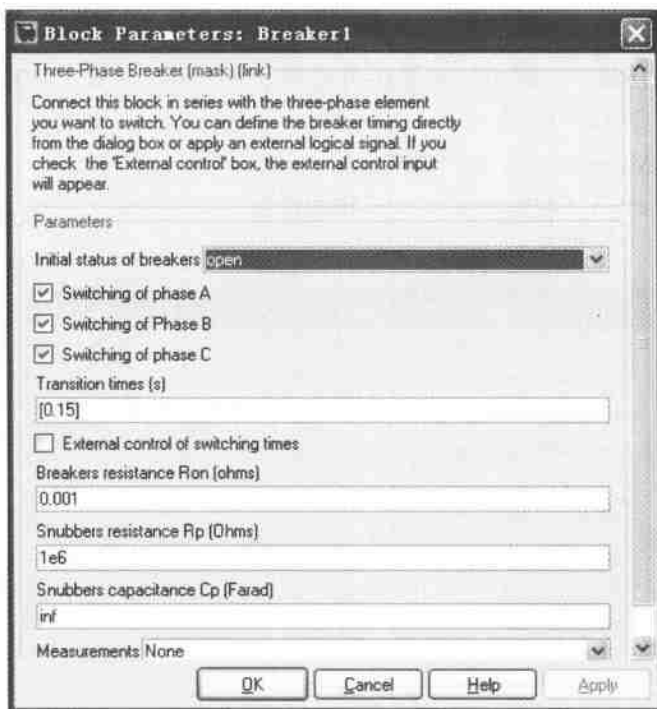 Block Parameters: Breaker1
Three-Phase Breaker (mask) (link)
Connect this block in series with the three-phase element
you want to switch. You can define the breaker timing directly
from the dialog box or apply an external logical signal. If you
check the 'External control' box, the external control input
will appear.
Parameters
Initial status of breakers open
Switching of phase A
Switching of Phase B
Switching of phase C
Transition times (s)
[0.15]
External control of switching times
Breakers resistance Ron (ohms)
0.001
Snubbers resistance Rp (Ohms)
1e6
Snubbers capacitance Cp (Farad)
inf
Measurements None
OK Cancel Help Apply